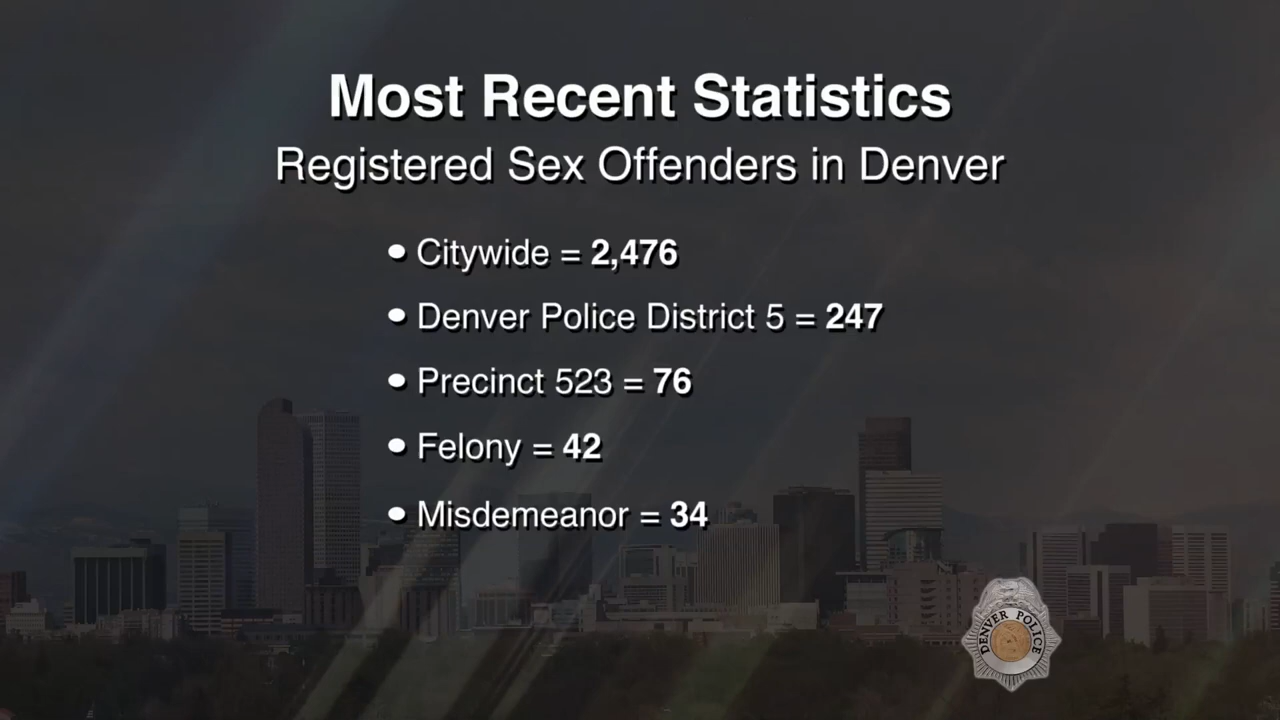 Most Recent Statistics
Registered Sex Offenders in Denver
• Citywide = 2,476
• Denver Police District 5 = 247
• Precinct 523 = 76
• Felony = 42
• Misdemeanor = 34
DENVER POLICE